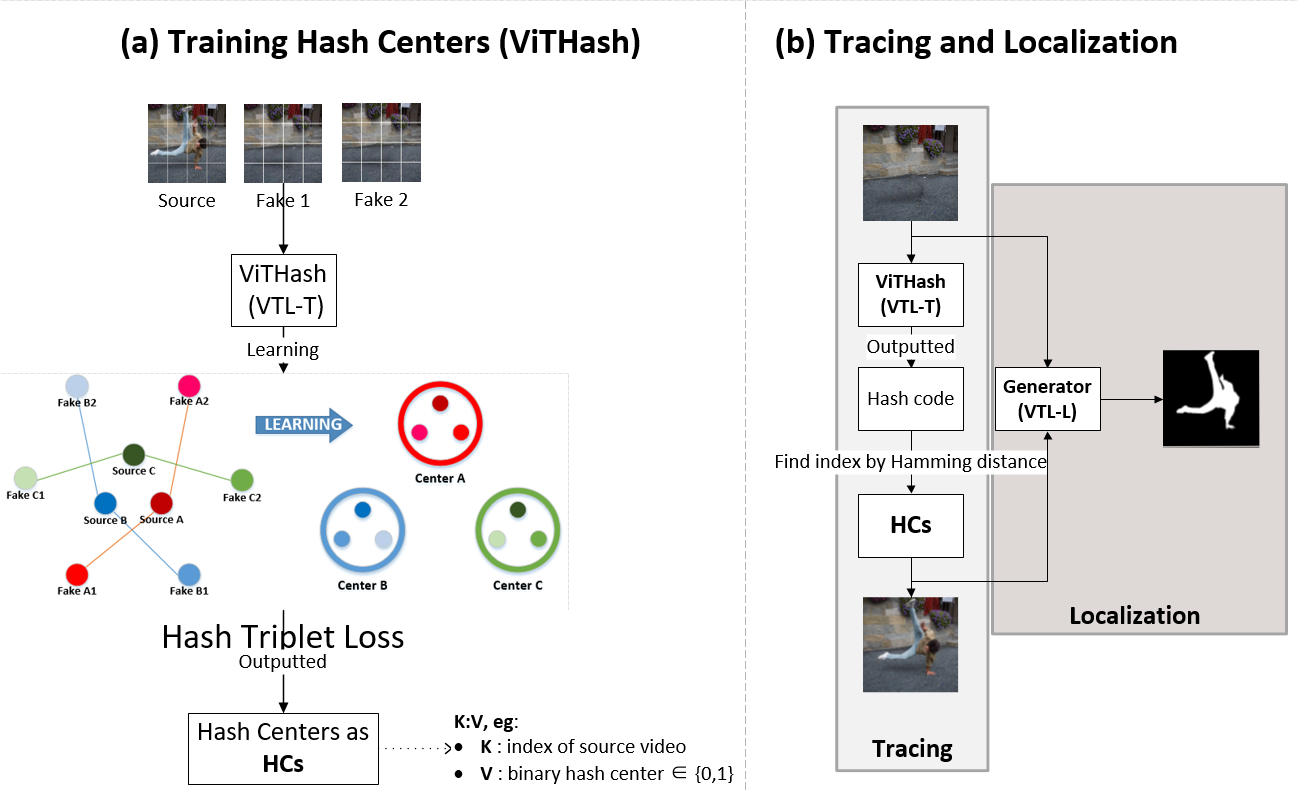 (a) Training Hash Centers (ViTHash)
Source
Fake 1
Fake 2
ViTHash
(VTL-T)
Learning
Fake B2
Fake A2
Source C
Fake C1
Fake C2
Source B
Source A
Fake A1
Fake B1
LEARNING
Center A
Center B
Center C
Hash Triplet Loss
Outputted
Hash Centers as
HCs
K:V, eg:
• K : index of source video
• V : binary hash center ∈ {0,1}
(b) Tracing and Localization
ViTHash
(VTL-T)
Outputted
Hash code
Find index by Hamming distance
HCs
Tracing
Generator
(VTL-L)
Localization